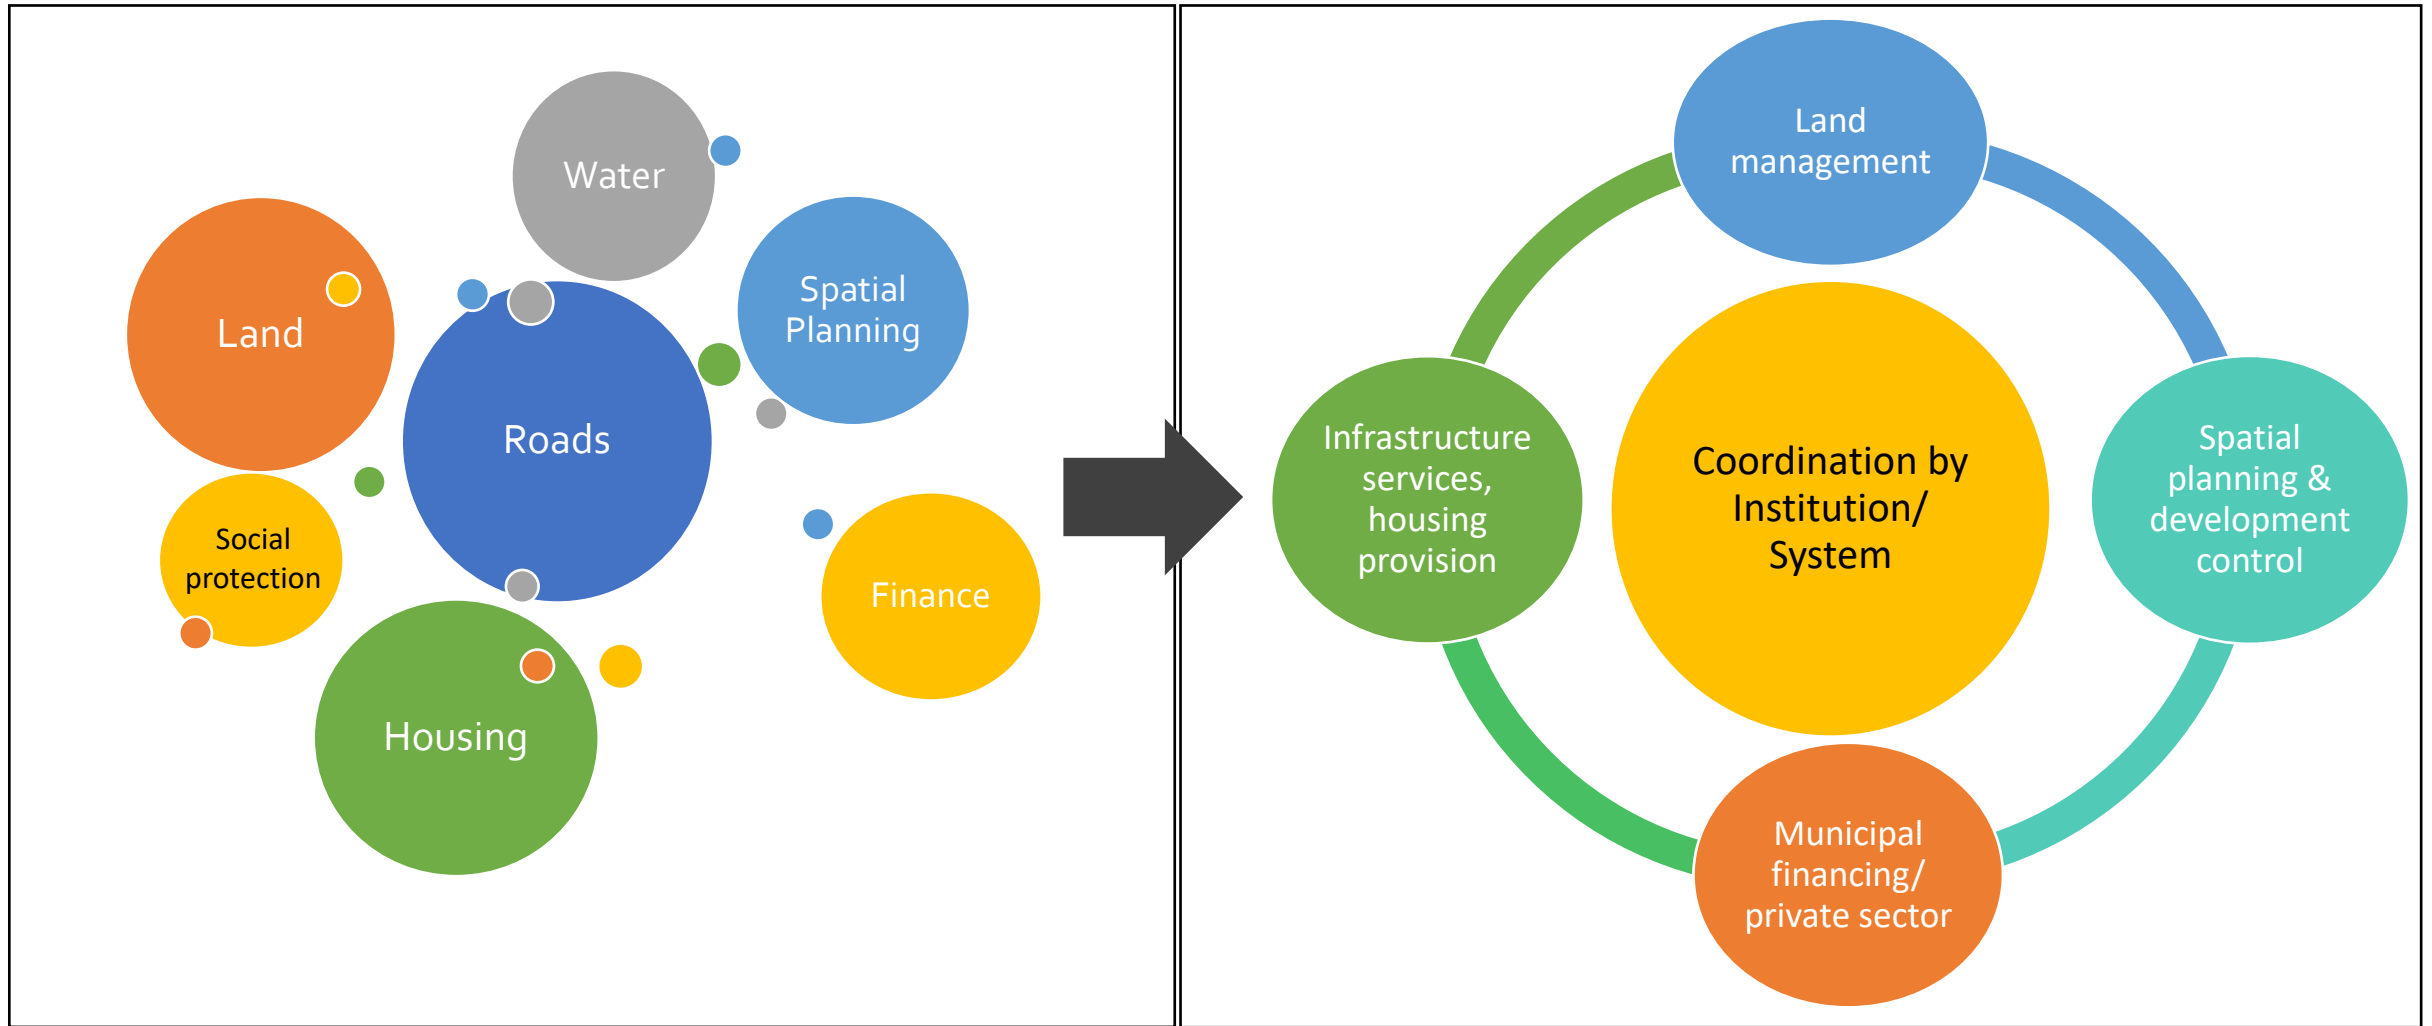 Water
Spatial
Planning
Land
Roads
Social
protection
Finance
Housing
Land
management
Infrastructure
services,
housing
provision
Coordination by
Institution/
System
Spatial
planning &
development
control
Municipal
financing/
private sector